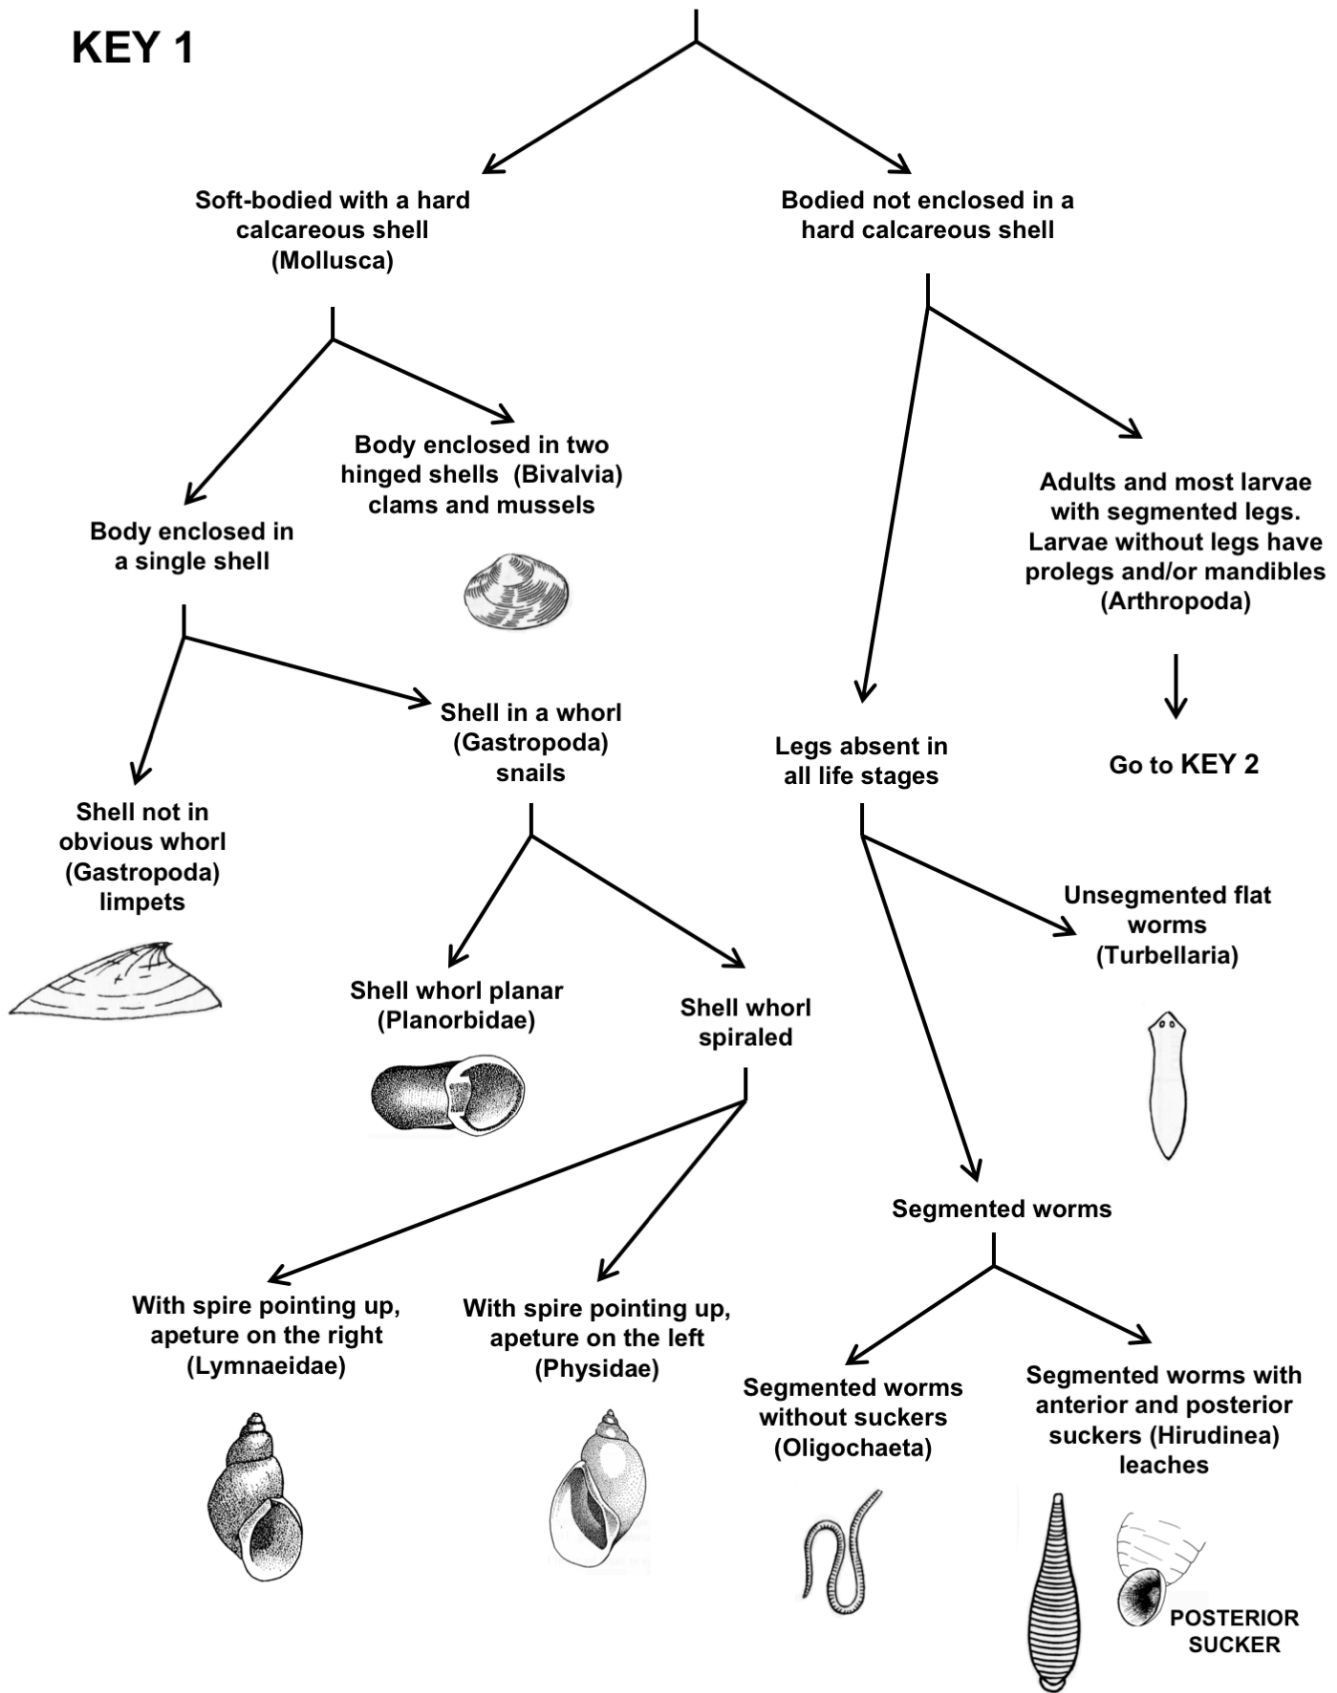 KEY 1
Soft-bodied with a hard
calcareous shell
(Mollusca)
Bodied not enclosed in a
hard calcareous shell
Body enclosed in two
hinged shells (Bivalvia)
clams and mussels
Adults and most larvae
with segmented legs.
Larvae without legs have
prolegs and/or mandibles
(Arthropoda)
Body enclosed in
a single shell
Shell in a whorl
(Gastropoda)
snails
Legs absent in
all life stages
Go to KEY 2
Shell not in
obvious whorl
(Gastropoda)
limpets
Unsegmented flat
worms
(Turbellaria)
Shell whorl planar
(Planorbidae)
Shell whorl
spiraled
Segmented worms
With spire pointing up,
apeture on the right
(Lymnaeidae)
With spire pointing up,
apeture on the left
(Physidae)
Segmented worms
without suckers
(Oligochaeta)
Segmented worms with
anterior and posterior
suckers (Hirudinea)
leaches
POSTERIOR
SUCKER